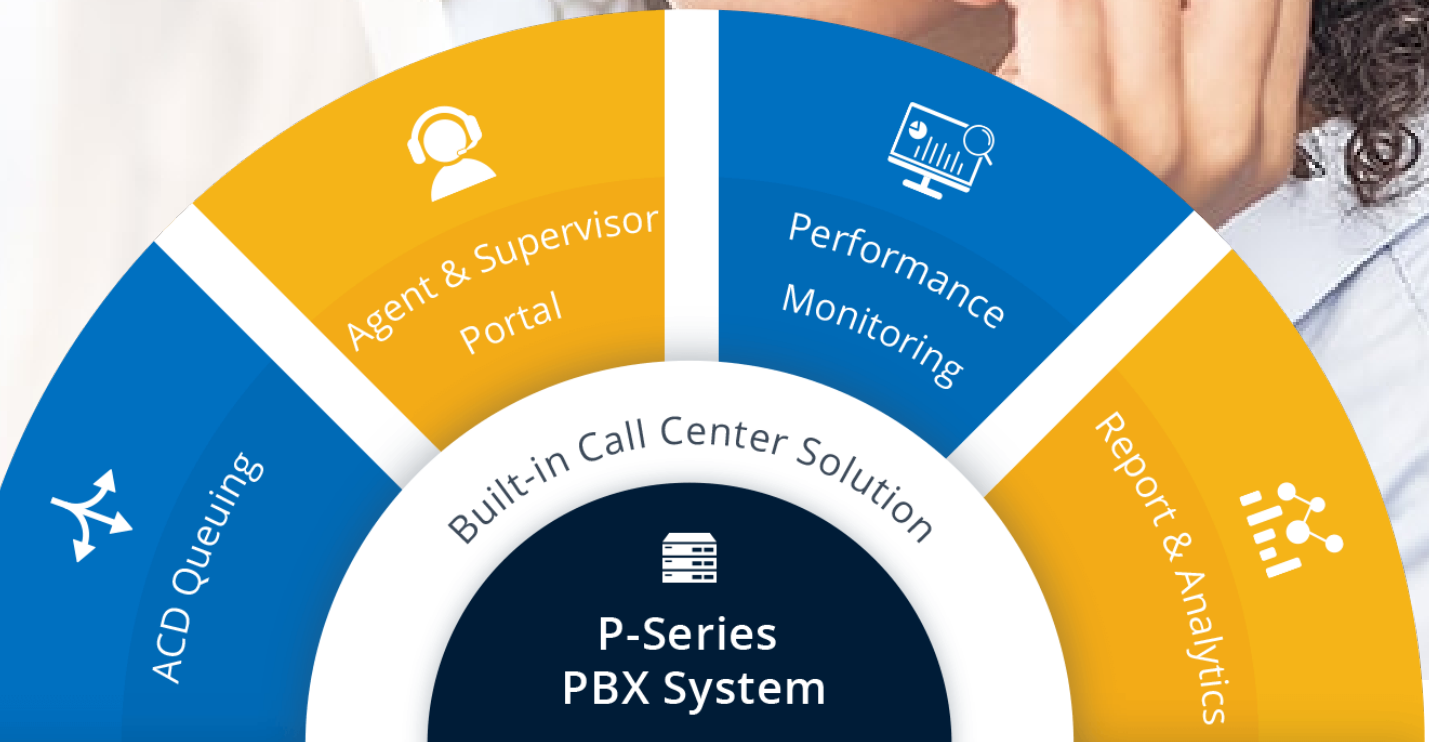 ACD Queuing
Agent & Supervisor
Portal
Performance
Monitoring
Report & Analytics
Built-in Call Center Solution
P-Series
PBX System